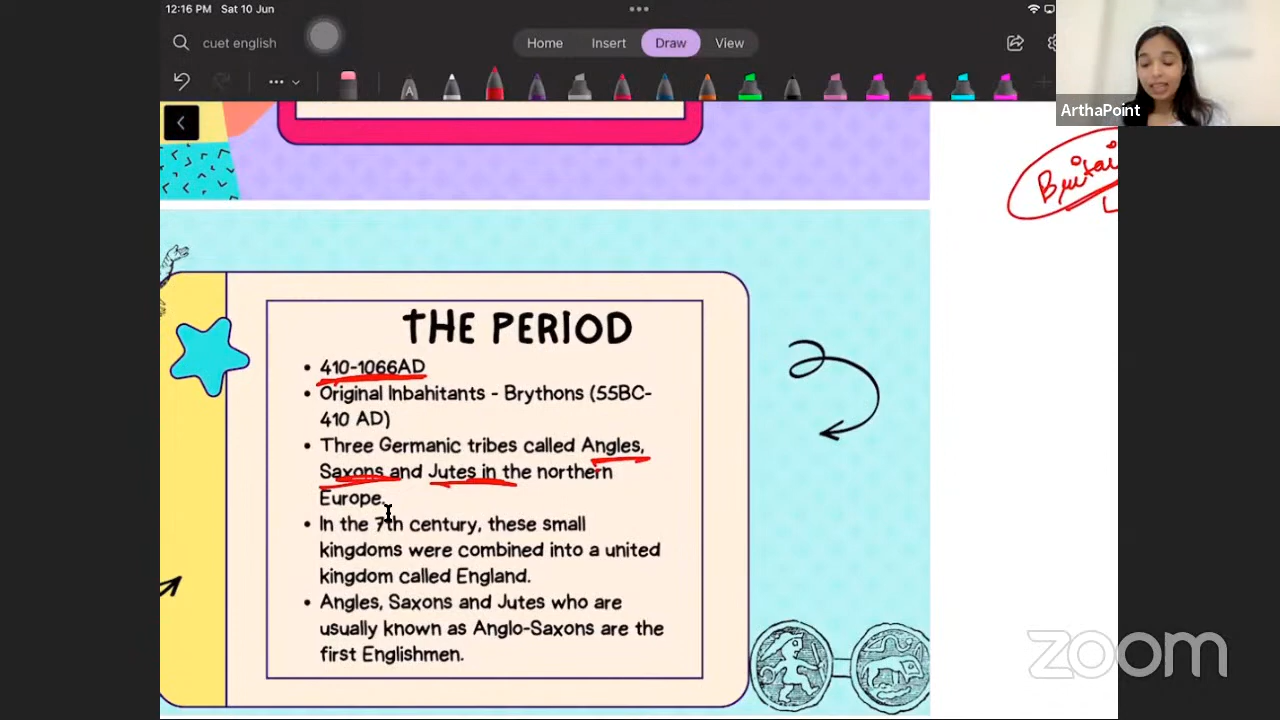 12:16 PM Sat 10 Jun
cuet english
Home Insert Draw View
A
ArthaPoint
THE PERIOD
• 410-1066AD
• Original Inbahitants - Brythons (55BC-
410 AD)
• Three Germanic tribes called Angles,
Saxons and Jutes in the northern
Europe.
• In the 7th century, these small
kingdoms were combined into a united
kingdom called England.
• Angles, Saxons and Jutes who are
usually known as Anglo-Saxons are the
first Englishmen.
zoom